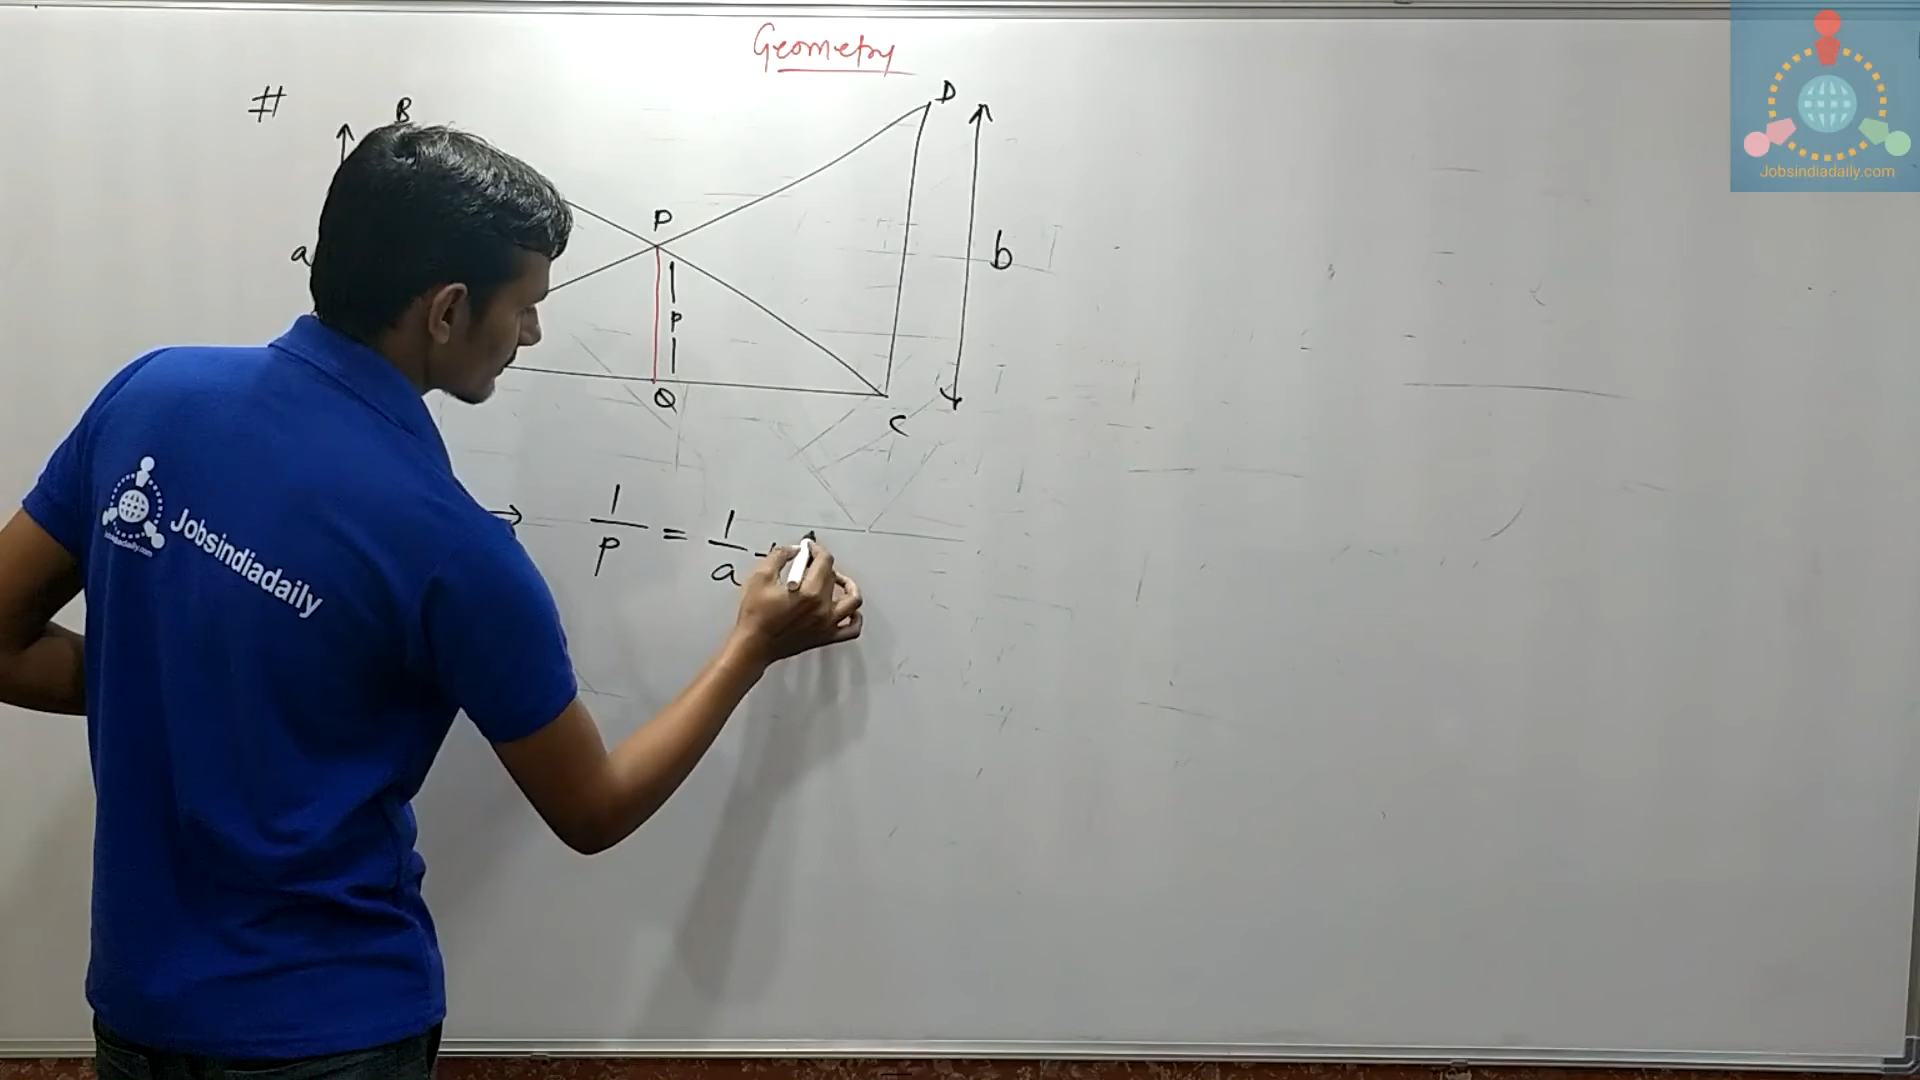 Geometry
#
B
D
P
a
b
p
Q
C
→ 1/p = 1/a +
Jobsindiadaily
Jobsindiadaily.com